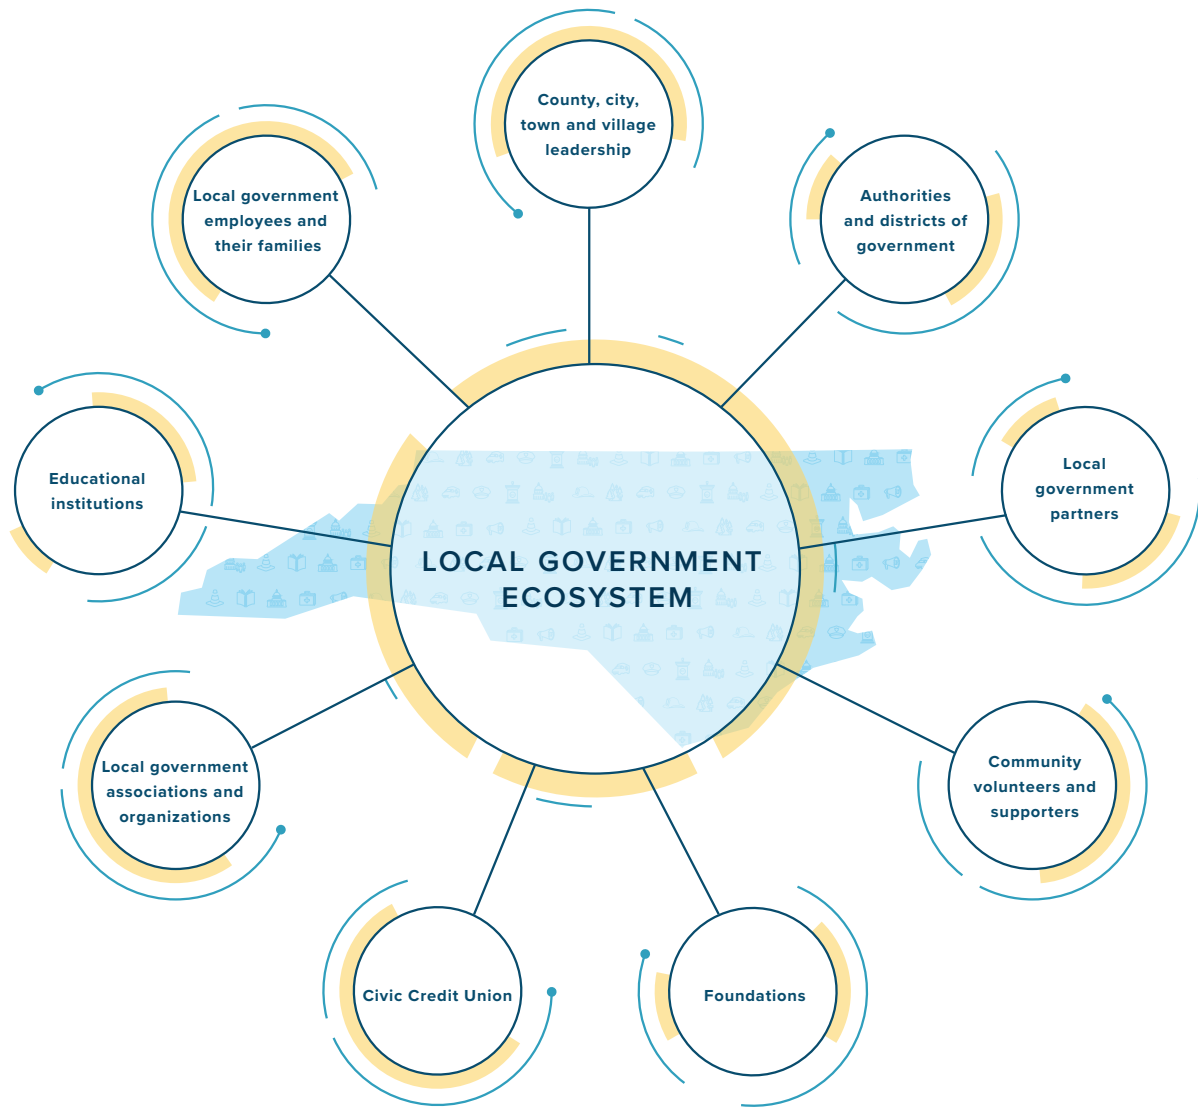 County, city,
town and village
leadership
Local government
employees and
their families
Authorities
and districts of
government
Educational
institutions
Local
government
partners
LOCAL GOVERNMENT
ECOSYSTEM
Local government
associations and
organizations
Community
volunteers and
supporters
Civic Credit Union
Foundations